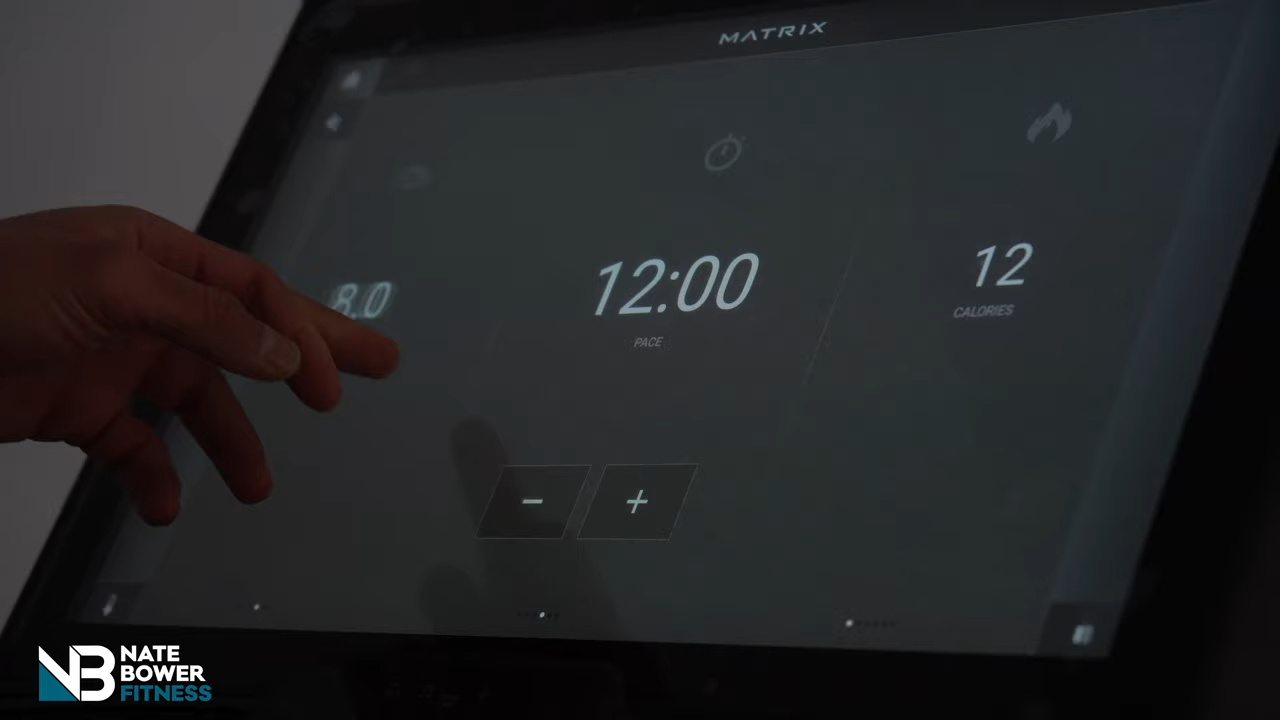 MATRIX
8.0
12:00
PACE
12
CALORIES
− +
NATE
BOWER
FITNESS